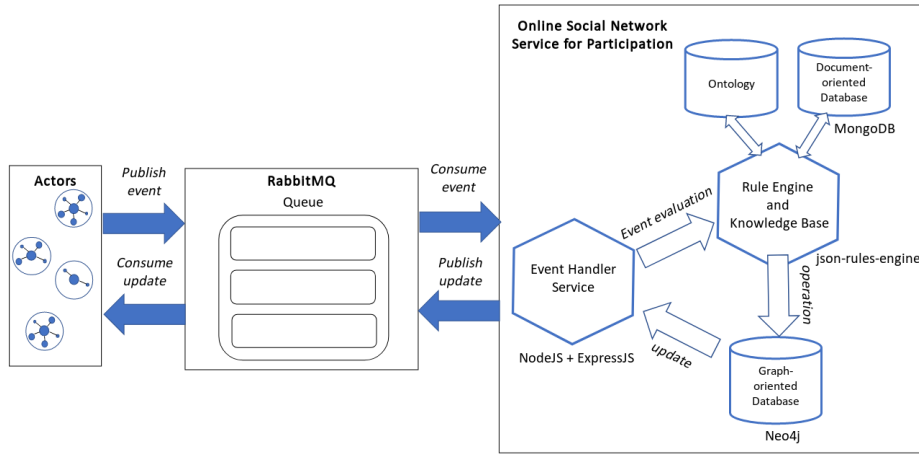 Online Social Network
Service for Participation
Ontology
Document-
oriented
Database
MongoDB
Actors
Publish
event
RabbitMQ
Queue
Consume
event
Consume
update
Publish
update
Event Handler
Service
NodeJS + ExpressJS
Event evaluation
Rule Engine
and
Knowledge Base
json-rules-engine
operation
update
Graph-
oriented
Database
Neo4j